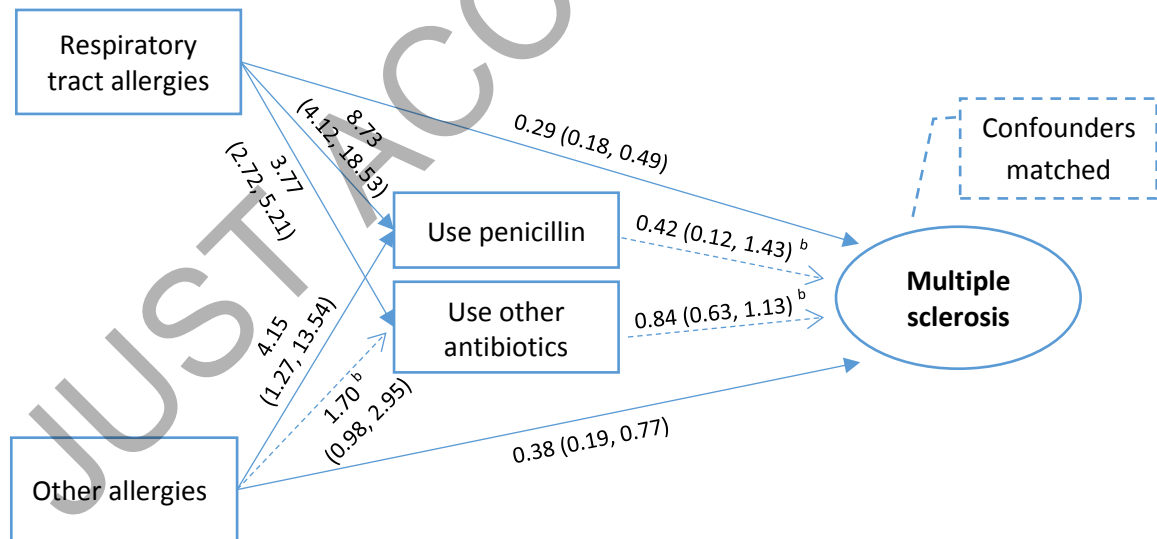 Respiratory
tract allergies
8.73
(4.12, 18.53)
3.77
(2.72, 5.21)
0.29 (0.18, 0.49)
Confounders
matched
Use penicillin
0.42 (0.12, 1.43) b
Use other
antibiotics
0.84 (0.63, 1.13) b
Multiple
sclerosis
4.15
(1.27, 13.54)
1.70 b
(0.98, 2.95)
0.38 (0.19, 0.77)
Other allergies
JUST ACC